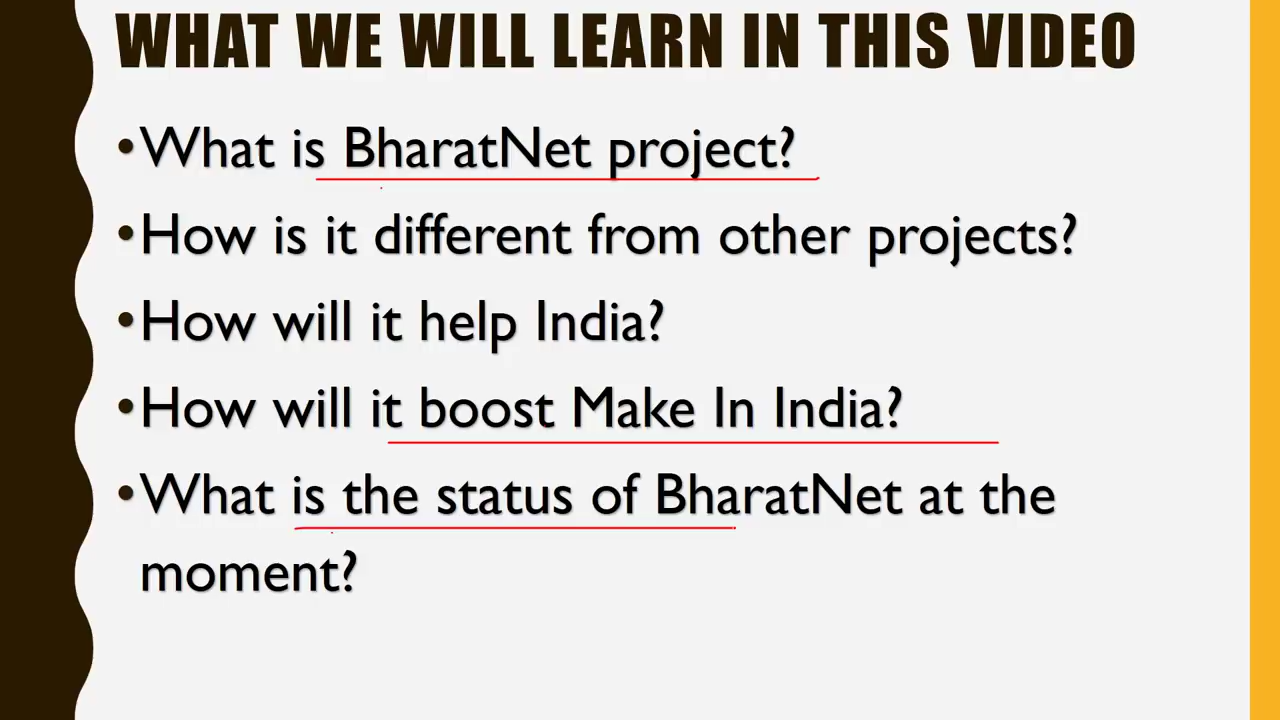 WHAT WE WILL LEARN IN THIS VIDEO
•What is BharatNet project?
•How is it different from other projects?
•How will it help India?
•How will it boost Make In India?
•What is the status of BharatNet at the
moment?